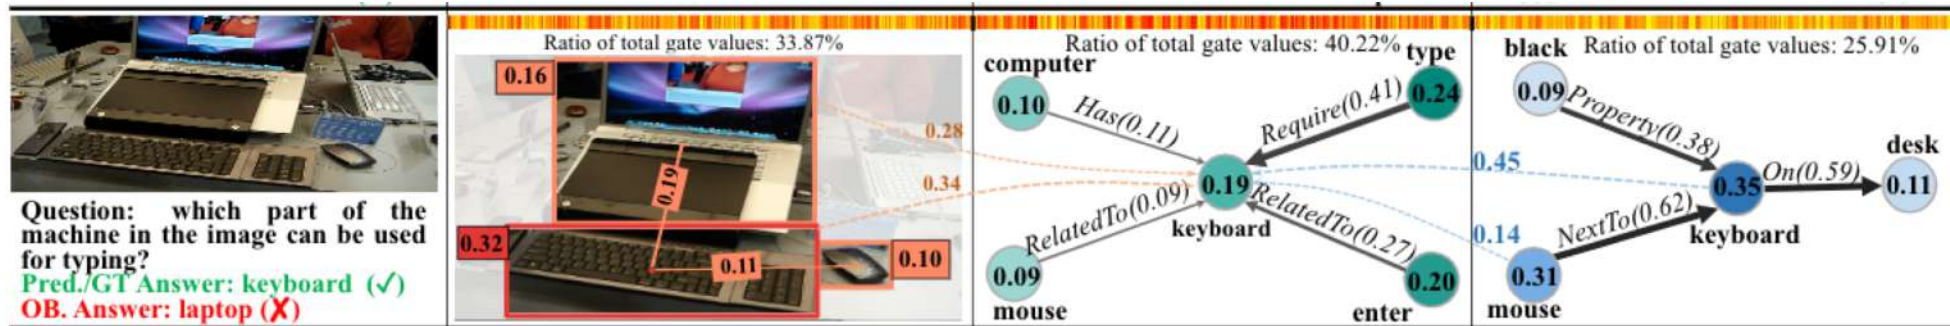 Question: which part of the
machine in the image can be used
for typing?
Pred./GT Answer: keyboard (✓)
OB. Answer: laptop (✗)
Ratio of total gate values: 33.87%
0.16
0.28
0.19
0.34
0.32
0.11
0.10
Ratio of total gate values: 40.22%
computer
type
0.10
Has(0.11)
Require(0.41)
0.24
0.19
keyboard
RelatedTo(0.09)
RelatedTo(0.27)
0.09
mouse
0.20
enter
Ratio of total gate values: 25.91%
black
0.09
Property(0.38)
0.45
0.35
keyboard
On(0.59)
desk
0.11
0.14
NextTo(0.62)
0.31
mouse